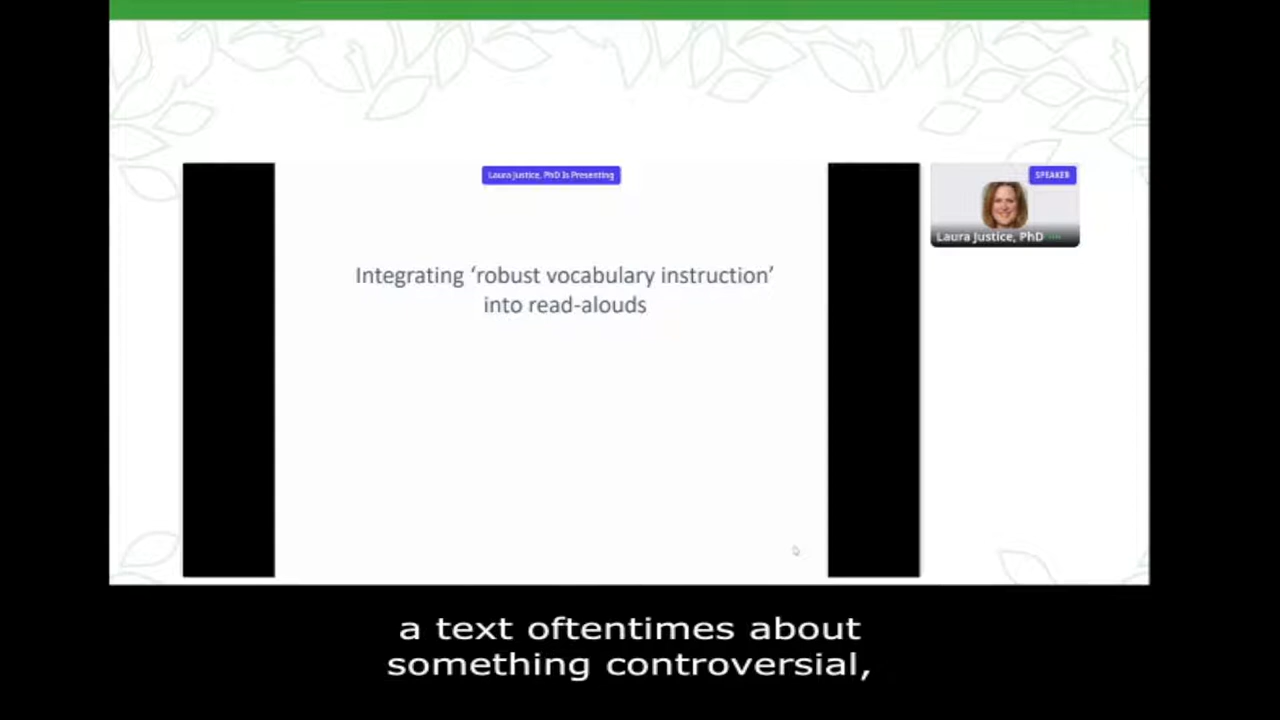 Laura Justice, PhD Is Presenting
SPEAKER
Laura Justice, PhD
Integrating ‘robust vocabulary instruction’
into read-alouds
a text oftentimes about
something controversial,